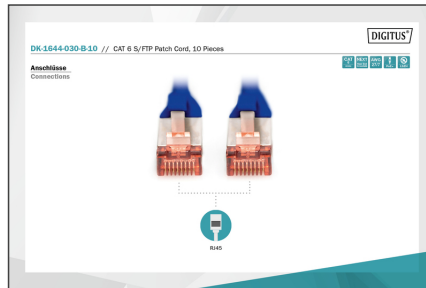 DIGITUS®
DK-1644-030-B-10 // CAT 6 S/FTP Patch Cord, 10 Pieces
Anschlüsse
Connections
RJ45